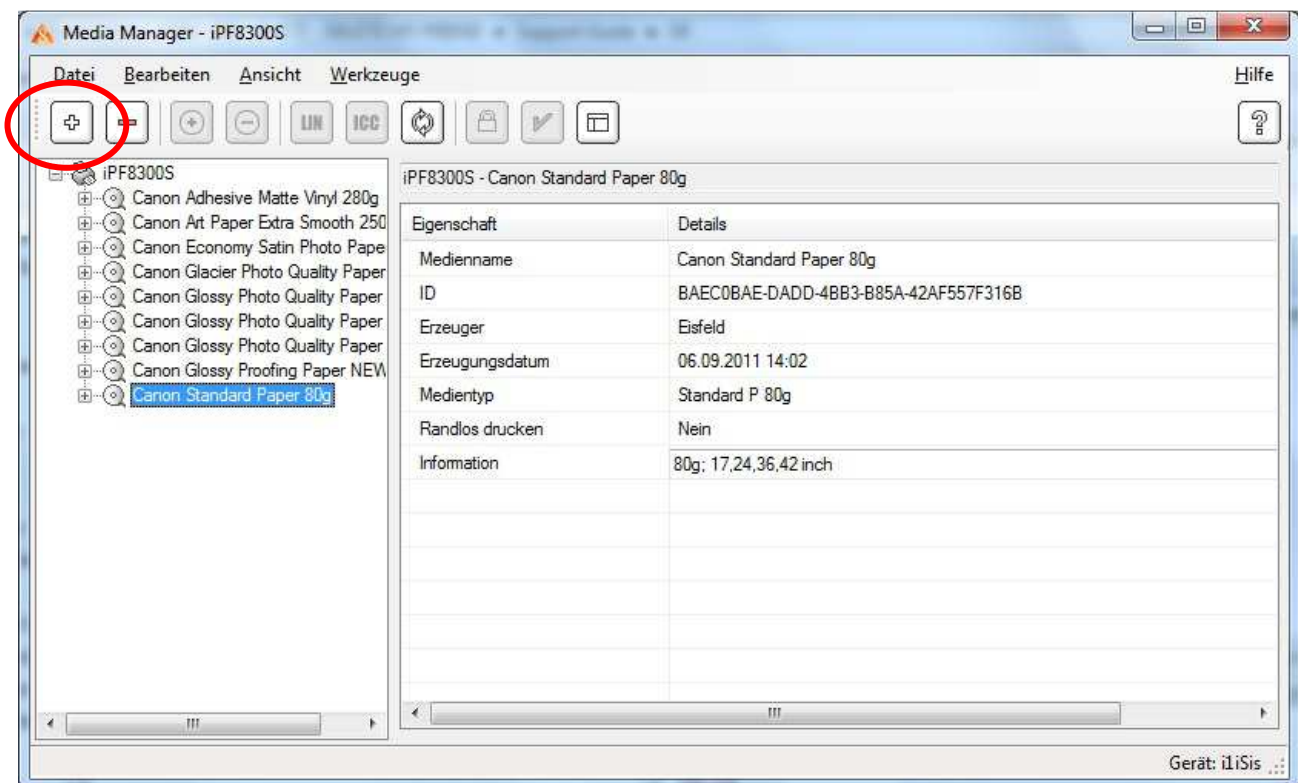 Media Manager - iPF8300S
Datei Bearbeiten Ansicht Werkzeuge Hilfe
LIN ICC ?
iPF8300S
Canon Adhesive Matte Vinyl 280g
Canon Art Paper Extra Smooth 250
Canon Economy Satin Photo Pape
Canon Glacier Photo Quality Paper
Canon Glossy Photo Quality Paper
Canon Glossy Photo Quality Paper
Canon Glossy Photo Quality Paper
Canon Glossy Proofing Paper NEW
Canon Standard Paper 80g
iPF8300S - Canon Standard Paper 80g
Eigenschaft Details
Medienname Canon Standard Paper 80g
ID BAEC0BAE-DADD-4BB3-B85A-42AF557F316B
Erzeuger Eisfeld
Erzeugungsdatum 06.09.2011 14:02
Medientyp Standard P 80g
Randlos drucken Nein
Information 80g; 17,24,36,42 inch
Gerät: i1iSis